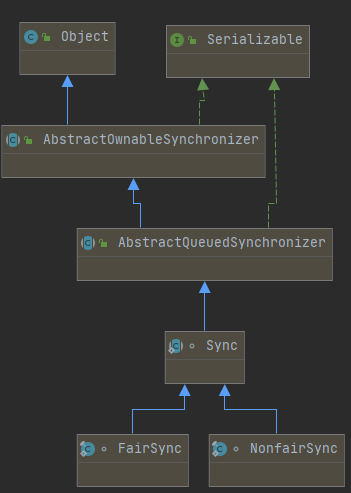 Object
Serializable
AbstractOwnableSynchronizer
AbstractQueuedSynchronizer
Sync
FairSync
NonfairSync